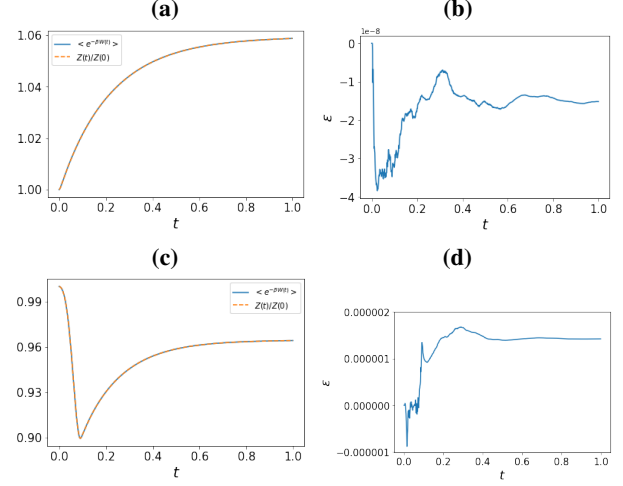 (a)
1.06
1.04
1.02
1.00
< e^{-βW(t)} >
Z(t)/Z(0)
0.0 0.2 0.4 0.6 0.8 1.0
t
(b)
1e−8
0
−1
−2
−3
−4
ε
0.0 0.2 0.4 0.6 0.8 1.0
t
(c)
0.99
0.96
0.93
0.90
< e^{-βW(t)} >
Z(t)/Z(0)
0.0 0.2 0.4 0.6 0.8 1.0
t
(d)
0.000002
0.000001
0.000000
−0.000001
ε
0.0 0.2 0.4 0.6 0.8 1.0
t